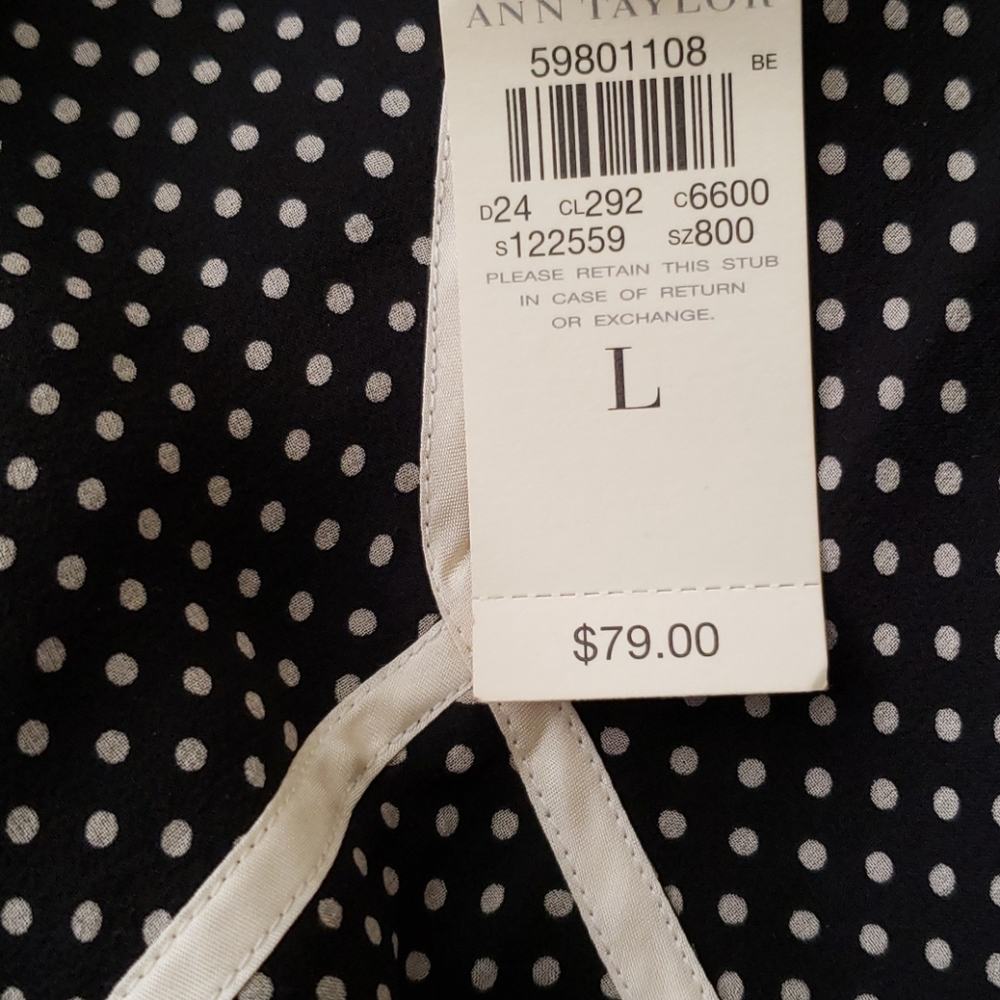 ANN TAYLOR
59801108 BE
D24 CL292 C6600
S122559 SZ800
PLEASE RETAIN THIS STUB
IN CASE OF RETURN
OR EXCHANGE.
L
$79.00